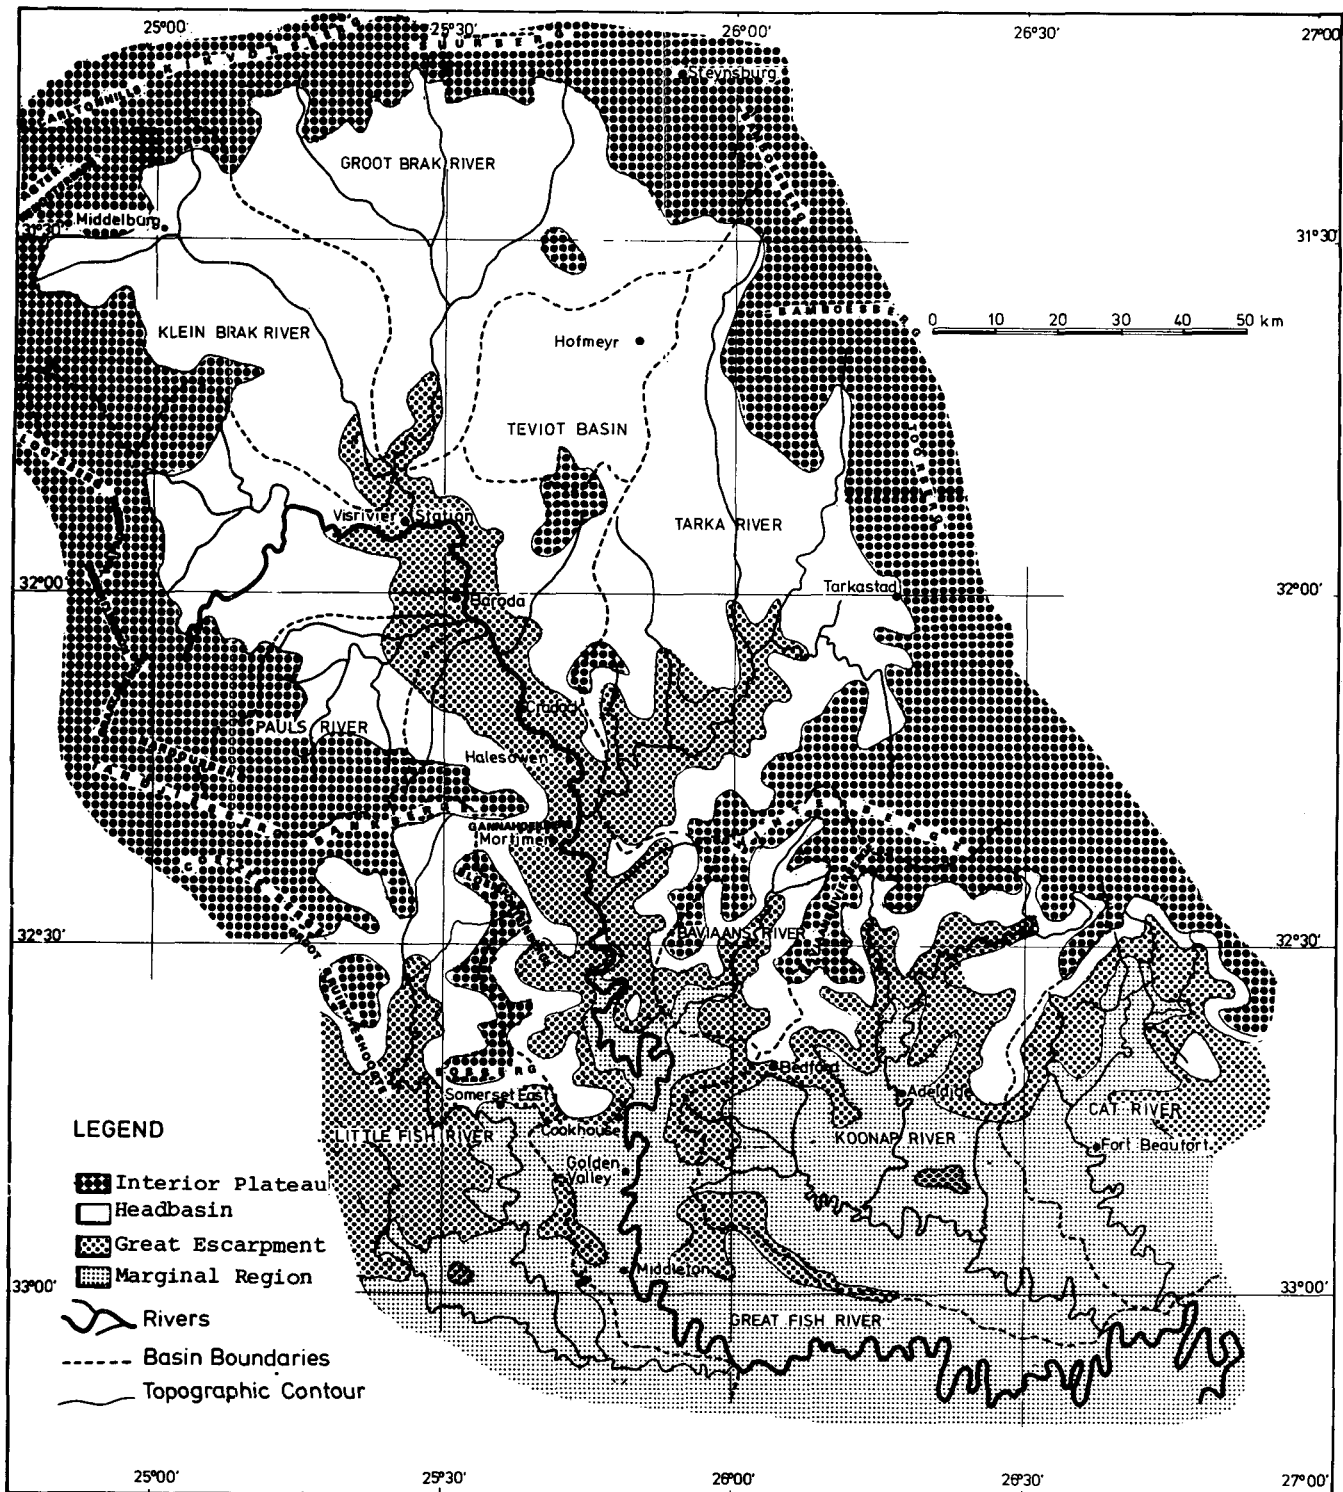 25°00'
25°30'
26°00'
26°30'
27°00'
Steynsburg
GROOT BRAK RIVER
Middelburg
31°30'
31°30'
BAMBOESBERG
KLEIN BRAK RIVER
0 10 20 30 40 50 km
Hofmeyr
TEVIOT BASIN
Visrivier Station
TARKA RIVER
32°00'
32°00'
Tarkastad
Baroda
Cradock
PAULS RIVER
Halesowen
Mortimer
32°30'
BAVIAANS RIVER
32°30'
Bedford
Somerset East
Adelaide
CAT RIVER
LEGEND
LITTLE FISH RIVER
Cookhouse
KOONAP RIVER
Fort Beaufort
Golden
Valley
Interior Plateau
Headbasin
Great Escarpment
Marginal Region
Middleton
33°00'
33°00'
Rivers
GREAT FISH RIVER
Basin Boundaries
Topographic Contour
25°00'
25°30'
26°00'
26°30'
27°00'